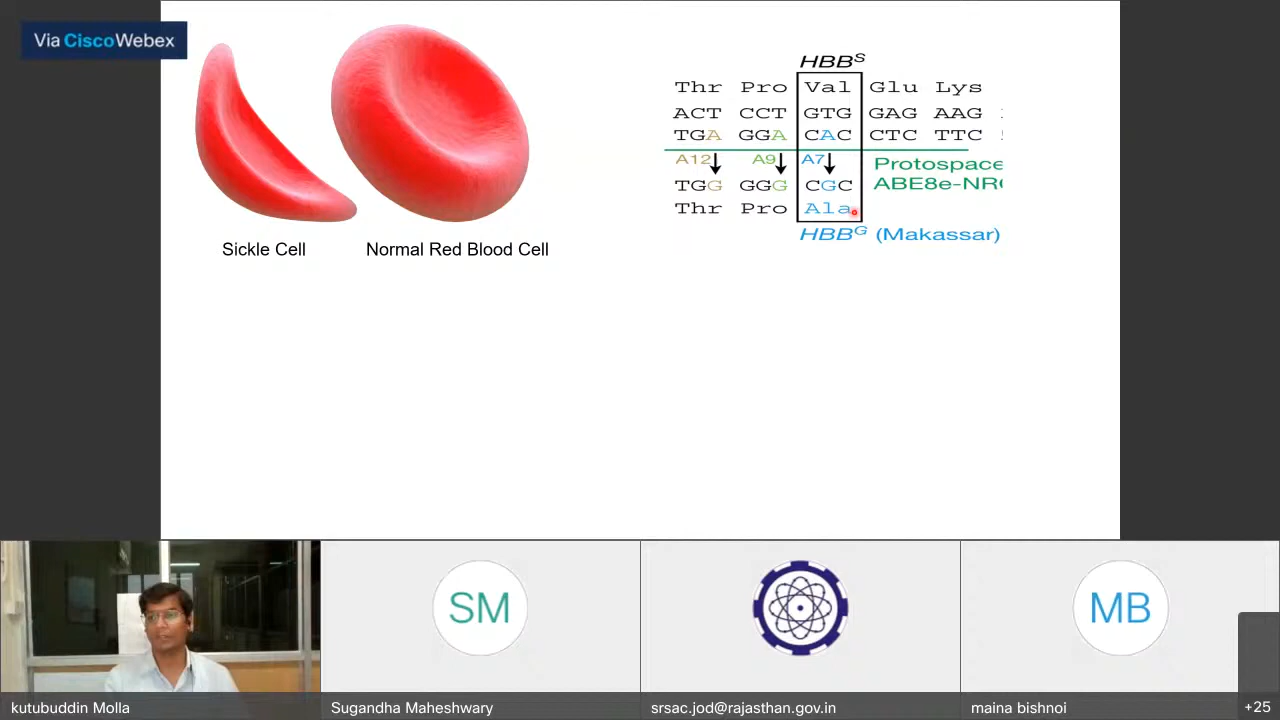 Via Cisco Webex
Sickle Cell
Normal Red Blood Cell
HBBS
Thr Pro Val Glu Lys
ACT CCT GTG GAG AAG
TGA GGA CAC CTC TTC
A12 A9 A7
Protospace
ABE8e-NR
TGG GGG CGC
Thr Pro Ala
HBBG (Makassar)
SM
MB
kutubuddin Molla
Sugandha Maheshwary
srsac.jod@rajasthan.gov.in
maina bishnoi
+25